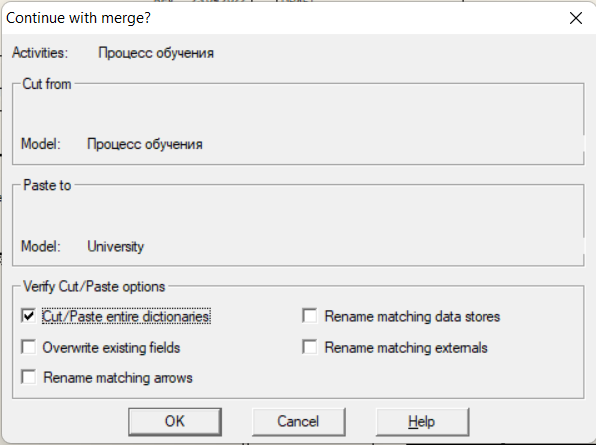 Continue with merge?
Activities: Процесс обучения
Cut from
Model: Процесс обучения
Paste to
Model: University
Verify Cut/Paste options
Cut/Paste entire dictionaries
Rename matching data stores
Overwrite existing fields
Rename matching externals
Rename matching arrows
OK Cancel Help